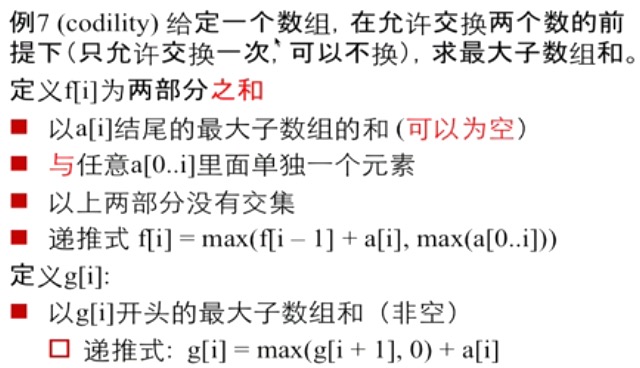 例7 (codility) 给定一个数组, 在允许交换两个数的前
提下(只允许交换一次, 可以不换), 求最大子数组和。
定义f[i]为两部分之和
以a[i]结尾的最大子数组的和 (可以为空)
与任意a[0..i]里面单独一个元素
以上两部分没有交集
递推式 f[i] = max(f[i – 1] + a[i], max(a[0..i]))
定义g[i]:
以g[i]开头的最大子数组和（非空）
递推式: g[i] = max(g[i + 1], 0) + a[i]